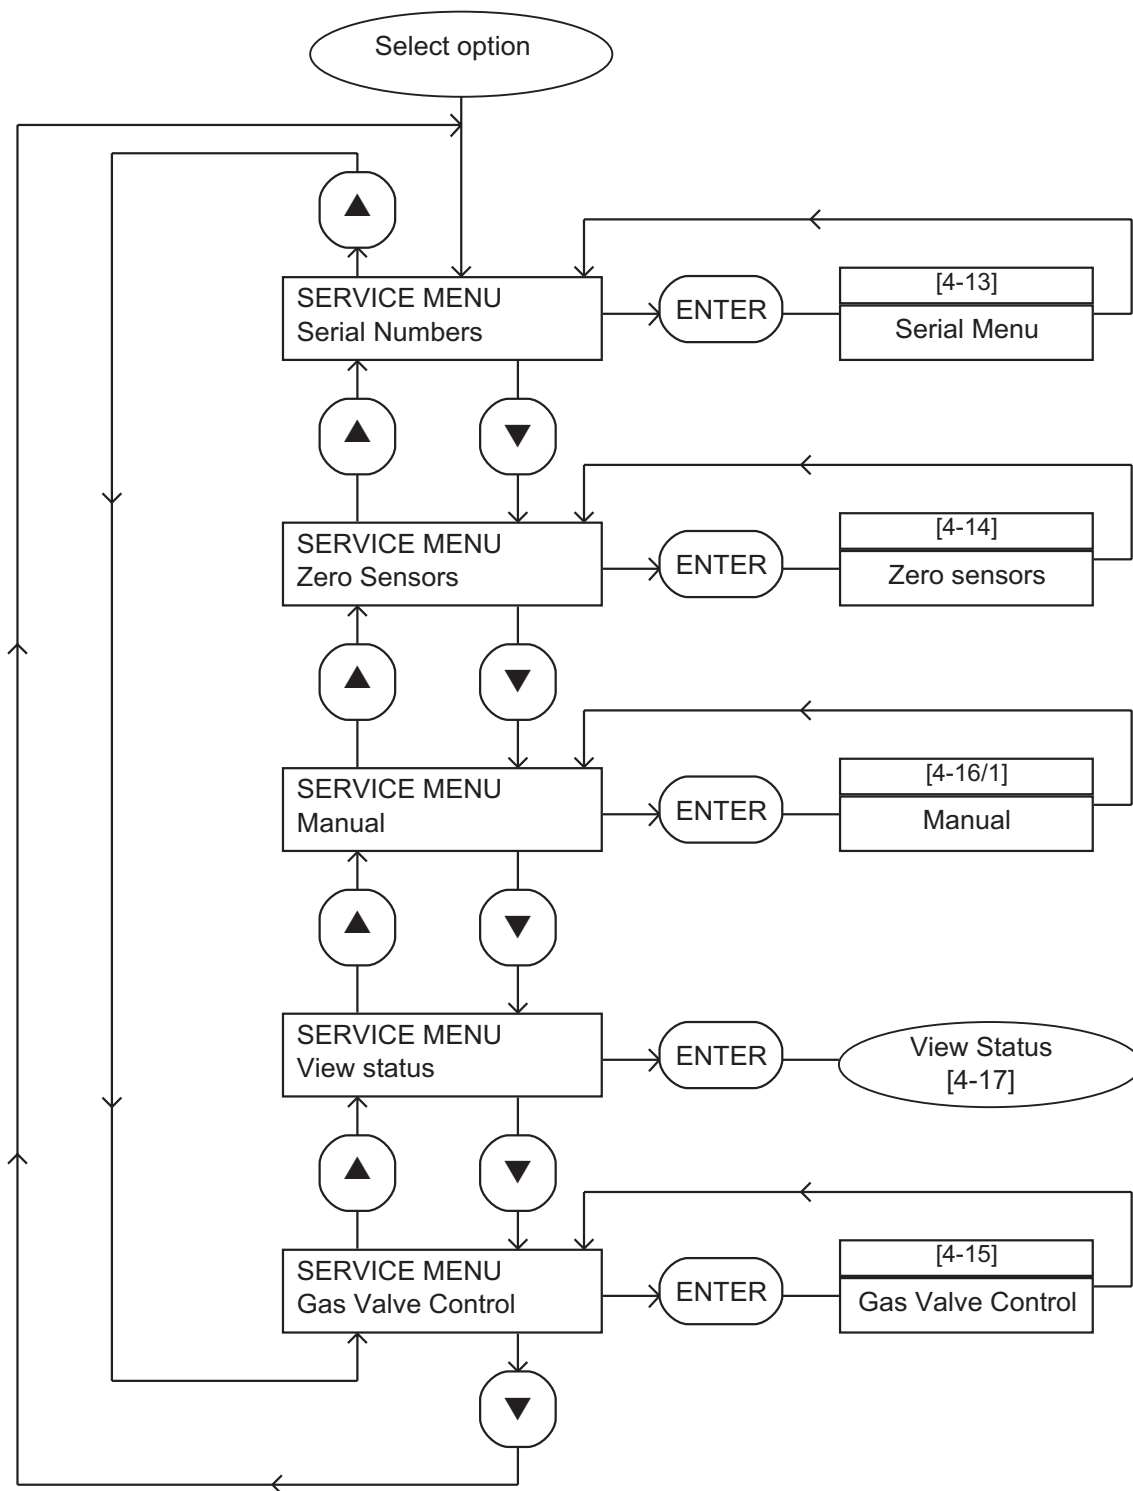 Select option
SERVICE MENU
Serial Numbers
ENTER
[4-13]
Serial Menu
SERVICE MENU
Zero Sensors
ENTER
[4-14]
Zero sensors
SERVICE MENU
Manual
ENTER
[4-16/1]
Manual
SERVICE MENU
View status
ENTER
View Status
[4-17]
SERVICE MENU
Gas Valve Control
ENTER
[4-15]
Gas Valve Control